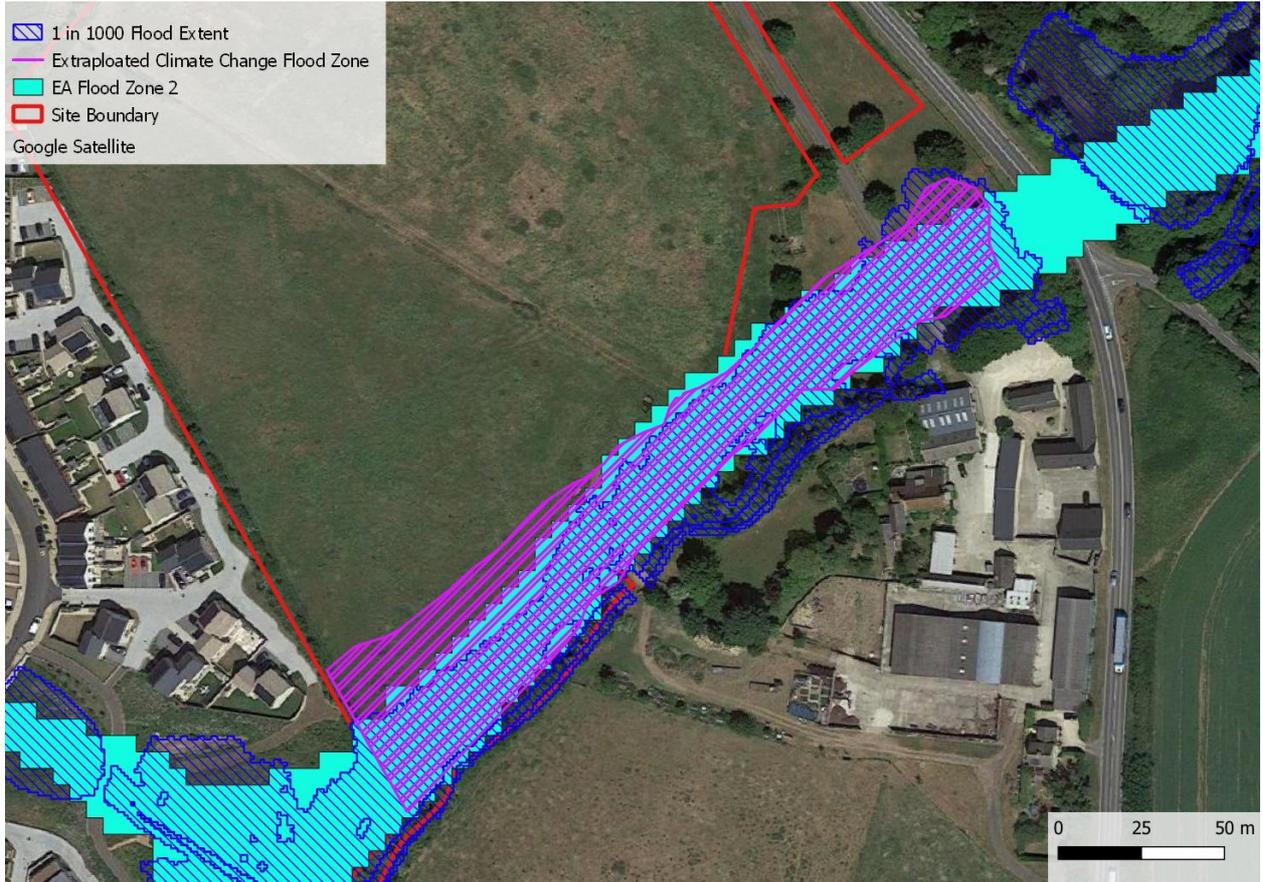 1 in 1000 Flood Extent
Extraploated Climate Change Flood Zone
EA Flood Zone 2
Site Boundary
Google Satellite
0 25 50 m